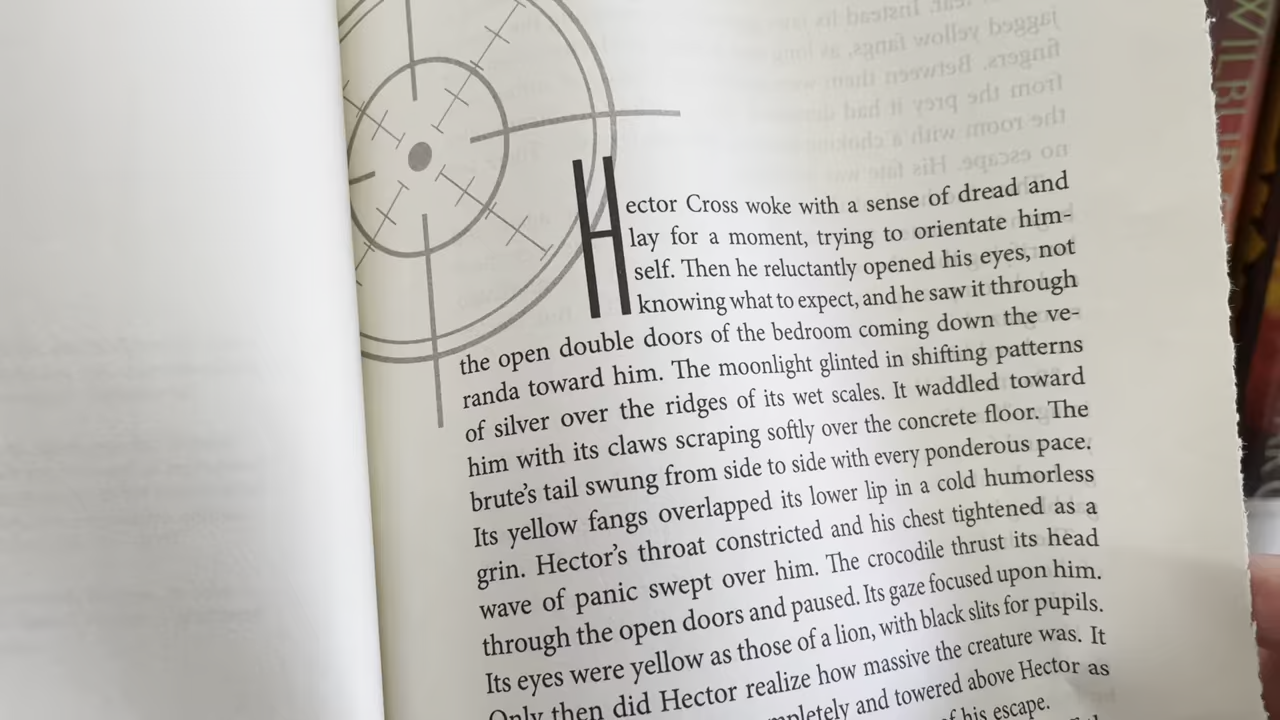 Hector Cross woke with a sense of dread and
lay for a moment, trying to orientate him-
self. Then he reluctantly opened his eyes, not
knowing what to expect, and he saw it through
the open double doors of the bedroom coming down the ve-
randa toward him. The moonlight glinted in shifting patterns
of silver over the ridges of its wet scales. It waddled toward
him with its claws scraping softly over the concrete floor. The
brute's tail swung from side to side with every ponderous pace.
Its yellow fangs overlapped its lower lip in a cold humorless
grin. Hector's throat constricted and his chest tightened as a
wave of panic swept over him. The crocodile thrust its head
through the open doors and paused. Its gaze focused upon him.
Its eyes were yellow as those of a lion, with black slits for pupils.
Only then did Hector realize how massive the creature was. It
and towered above Hector as
his escape.
WILBUR